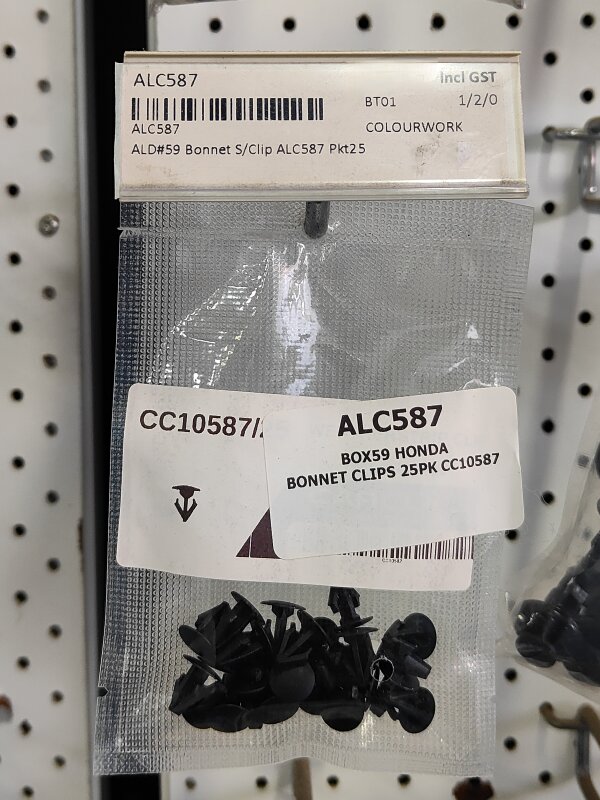 ALC587
Incl GST
BT01 1/2/0
ALC587
COLOURWORK
ALD#59 Bonnet S/Clip ALC587 Pkt25
CC10587/
ALC587
BOX59 HONDA
BONNET CLIPS 25PK CC10587
CC10587